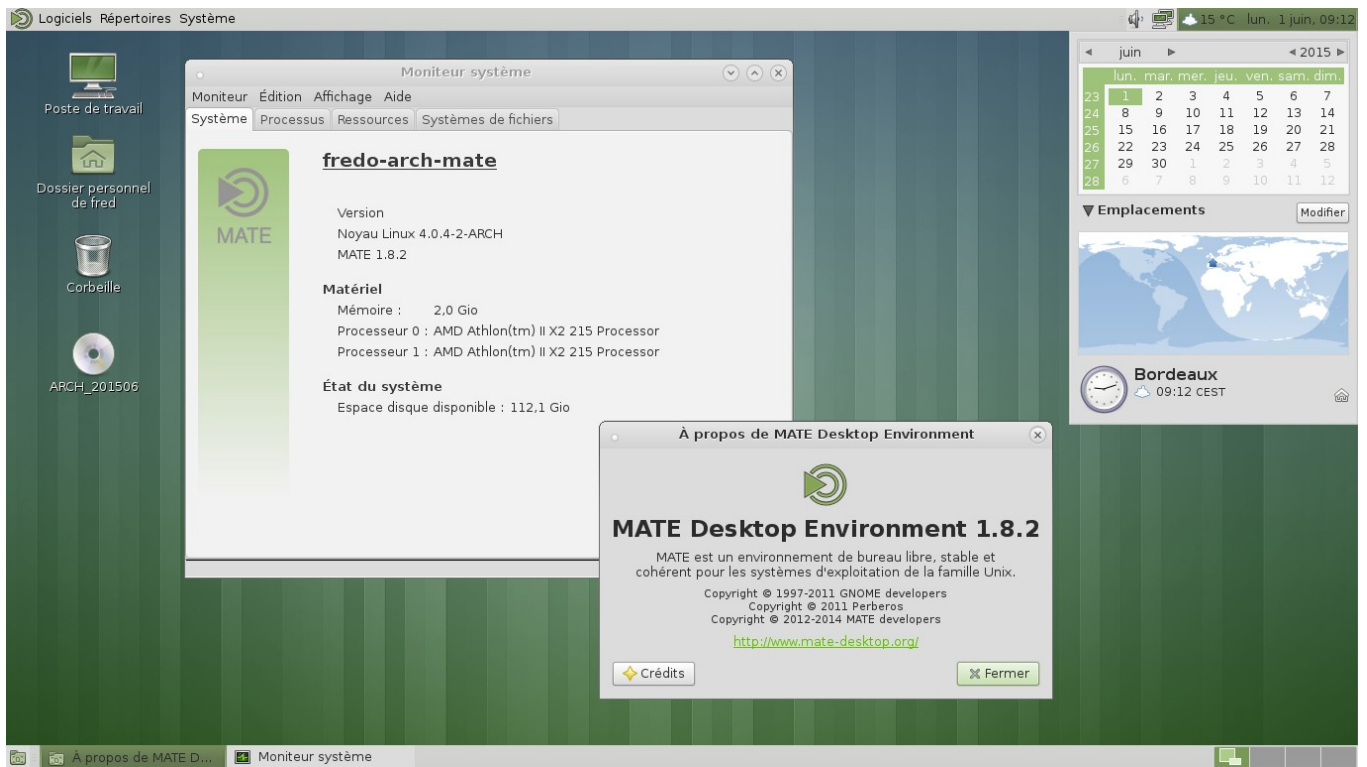 Logiciels Répertoires Système
15 °C lun. 1 juin, 09:12
Poste de travail
Dossier personnel
de fred
Corbeille
ARCH_201506
Moniteur système
Moniteur Édition Affichage Aide
Système Processus Ressources Systèmes de fichiers
MATE
fredo-arch-mate
Version
Noyau Linux 4.0.4-2-ARCH
MATE 1.8.2
Matériel
Mémoire : 2,0 Gio
Processeur 0 : AMD Athlon(tm) II X2 215 Processor
Processeur 1 : AMD Athlon(tm) II X2 215 Processor
État du système
Espace disque disponible : 112,1 Gio
À propos de MATE Desktop Environment
MATE Desktop Environment 1.8.2
MATE est un environnement de bureau libre, stable et
cohérent pour les systèmes d'exploitation de la famille Unix.
Copyright © 1997-2011 GNOME developers
Copyright © 2011 Perberos
Copyright © 2012-2014 MATE developers
http://www.mate-desktop.org/
Crédits
Fermer
juin 2015
lun. mar. mer. jeu. ven. sam. dim.
23 1 2 3 4 5 6 7
24 8 9 10 11 12 13 14
25 15 16 17 18 19 20 21
26 22 23 24 25 26 27 28
27 29 30 1 2 3 4 5
28 6 7 8 9 10 11 12
Emplacements
Modifier
Bordeaux
09:12 CEST
À propos de MATE D...
Moniteur système